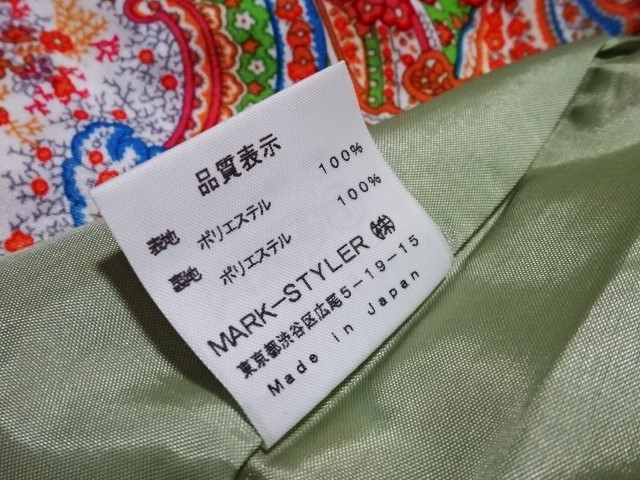 品質表示
表地 ポリエステル 100%
裏地 ポリエステル 100%
MARK-STYLER ㈱
東京都渋谷区広尾5-19-15
Made in Japan